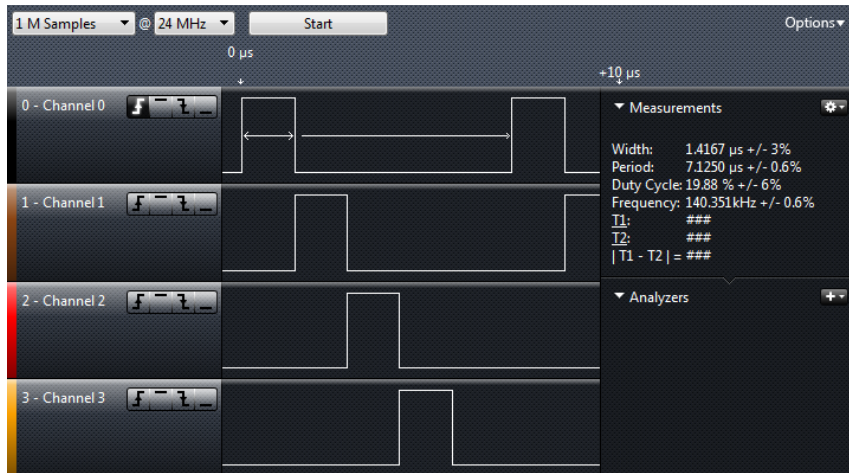 1 M Samples @ 24 MHz Start Options
0 µs
+10 µs
0 - Channel 0
Measurements
Width: 1.4167 µs +/- 3%
Period: 7.1250 µs +/- 0.6%
Duty Cycle: 19.88 % +/- 6%
Frequency: 140.351kHz +/- 0.6%
T1: ###
T2: ###
| T1 - T2 | = ###
1 - Channel 1
2 - Channel 2
Analyzers
3 - Channel 3